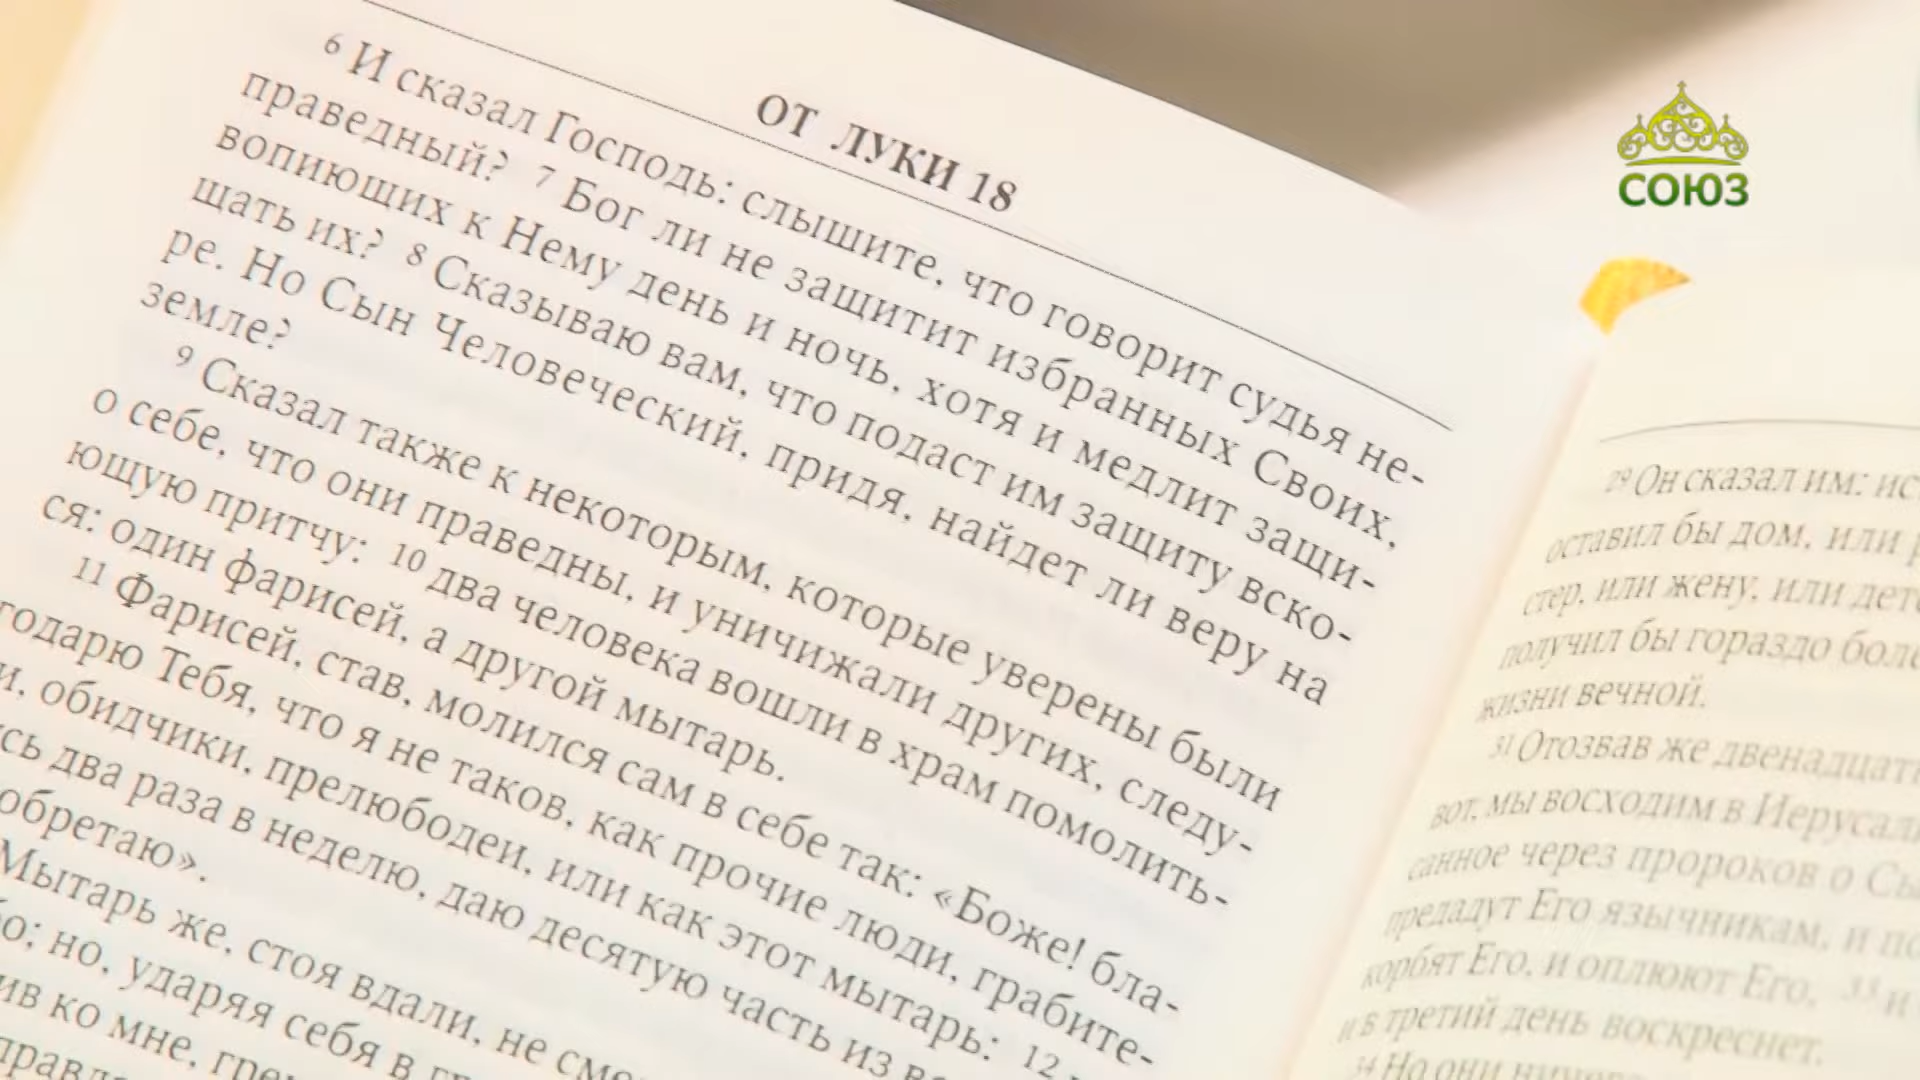 ОТ ЛУКИ 18
6 И сказал Господь: слышите, что говорит судья не-
праведный? 7 Бог ли не защитит избранных Своих,
вопиющих к Нему день и ночь, хотя и медлит защи-
щать их? 8 Сказываю вам, что подаст им защиту вско-
ре. Но Сын Человеческий, придя, найдет ли веру на
земле?
9 Сказал также к некоторым, которые уверены были
о себе, что они праведны, и уничижали других, следу-
ющую притчу: 10 два человека вошли в храм помолить-
ся: один фарисей, а другой мытарь.
11 Фарисей, став, молился сам в себе так: «Боже! бла-
годарю Тебя, что я не таков, как прочие люди, грабите-
и, обидчики, прелюбодеи, или как этот мытарь: 12
сь два раза в неделю, даю десятую часть из
обретаю».
Мытарь же, стоя вдали, не
бо; но, ударяя себя в
ив ко мне,
СОЮЗ
29 Он сказал им:
оставил бы дом, или
стер, или жену, или
получил бы гораздо
жизни вечной.
31 Отозвав же
вот, мы восходим в
санное через пророков о
предадут Его язычникам, и
корбят Его, и оплюют Его, 33 и
и в третий день воскреснет.
34 Но они